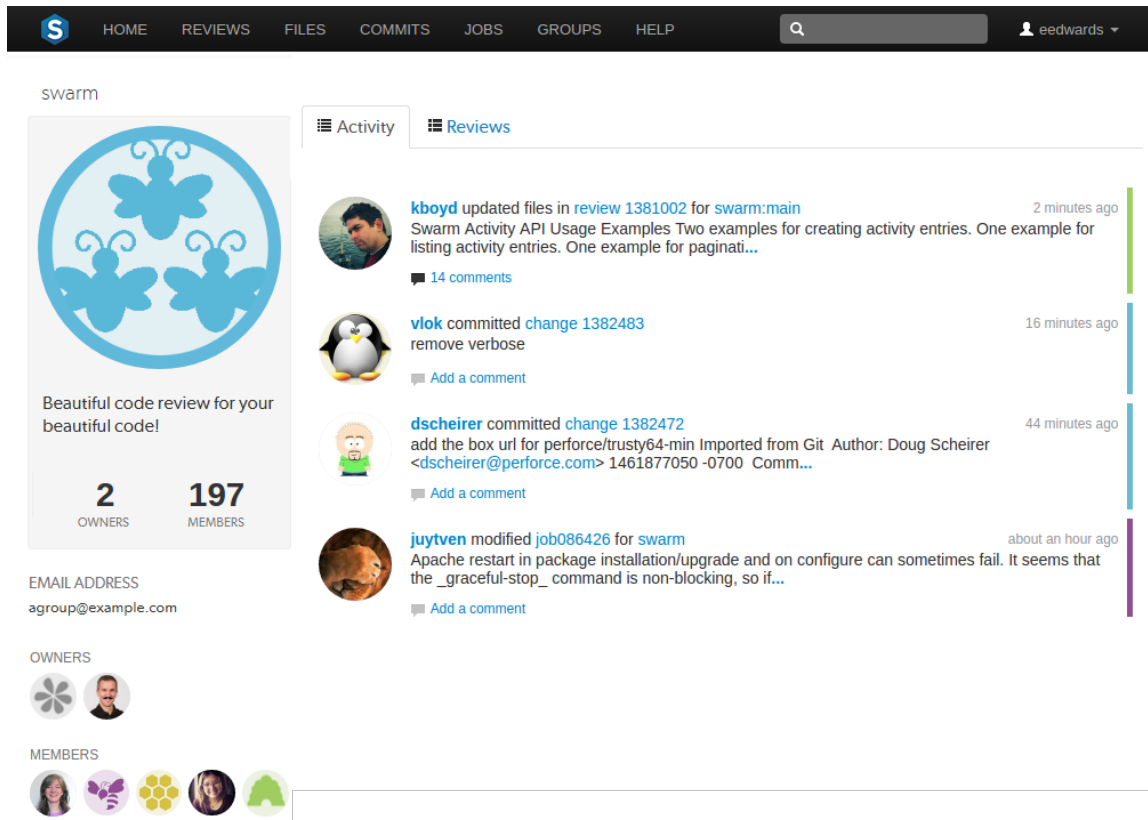 S HOME REVIEWS FILES COMMITS JOBS GROUPS HELP eedwards
swarm
Beautiful code review for your
beautiful code!
2 197
OWNERS MEMBERS
EMAIL ADDRESS
agroup@example.com
OWNERS
MEMBERS
Activity Reviews
kboyd updated files in review 1381002 for swarm:main 2 minutes ago
Swarm Activity API Usage Examples Two examples for creating activity entries. One example for
listing activity entries. One example for paginati...
14 comments
vlok committed change 1382483 16 minutes ago
remove verbose
Add a comment
dscheirer committed change 1382472 44 minutes ago
add the box url for perforce/trusty64-min Imported from Git Author: Doug Scheirer
<dscheirer@perforce.com> 1461877050 -0700 Comm...
Add a comment
juytven modified job086426 for swarm about an hour ago
Apache restart in package installation/upgrade and on configure can sometimes fail. It seems that
the _graceful-stop_ command is non-blocking, so if...
Add a comment